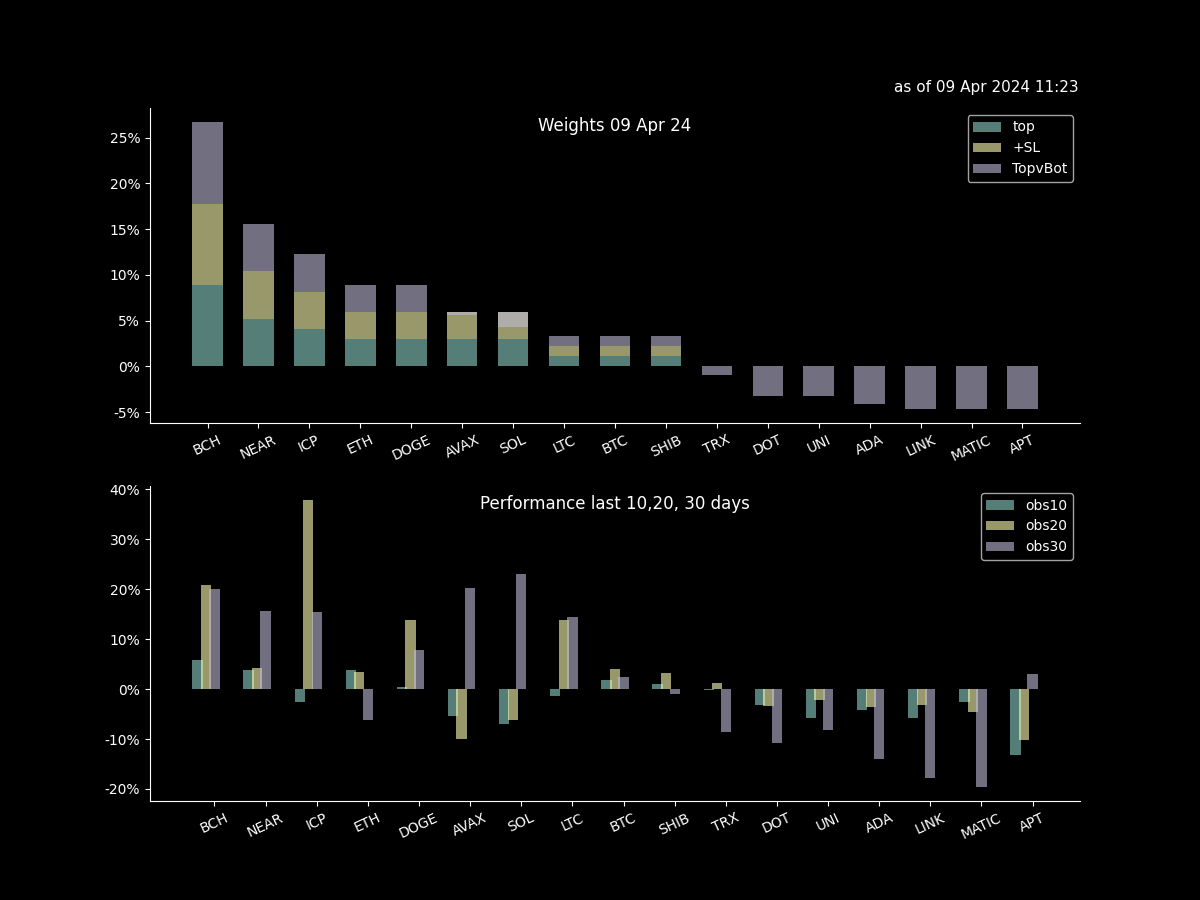 as of 09 Apr 2024 11:23
Weights 09 Apr 24
top
+SL
TopvBot
25%
20%
15%
10%
5%
0%
-5%
BCH NEAR ICP ETH DOGE AVAX SOL LTC BTC SHIB TRX DOT UNI ADA LINK MATIC APT
Performance last 10,20, 30 days
obs10
obs20
obs30
40%
30%
20%
10%
0%
-10%
-20%
BCH NEAR ICP ETH DOGE AVAX SOL LTC BTC SHIB TRX DOT UNI ADA LINK MATIC APT